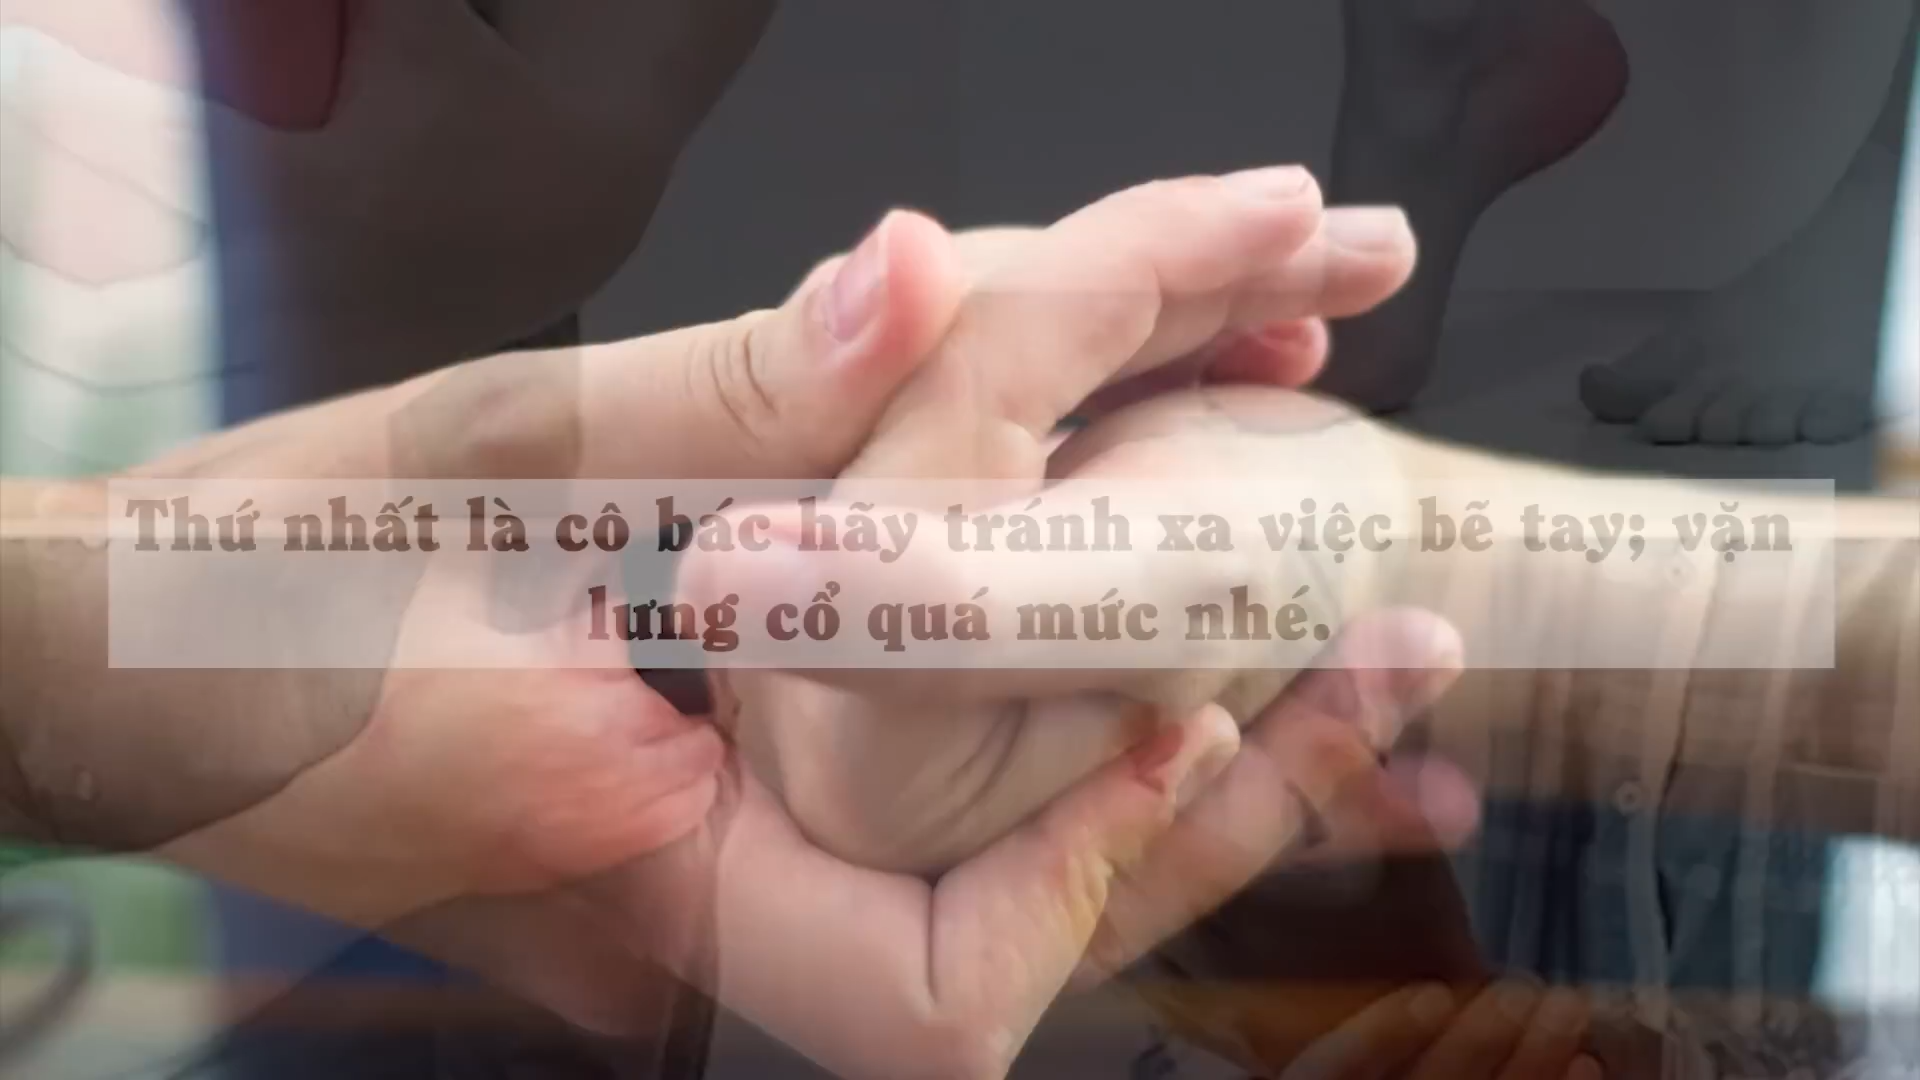 Thứ nhất là cô bác hãy tránh xa việc bẽ tay; vặn
lưng cổ quá mức nhé.